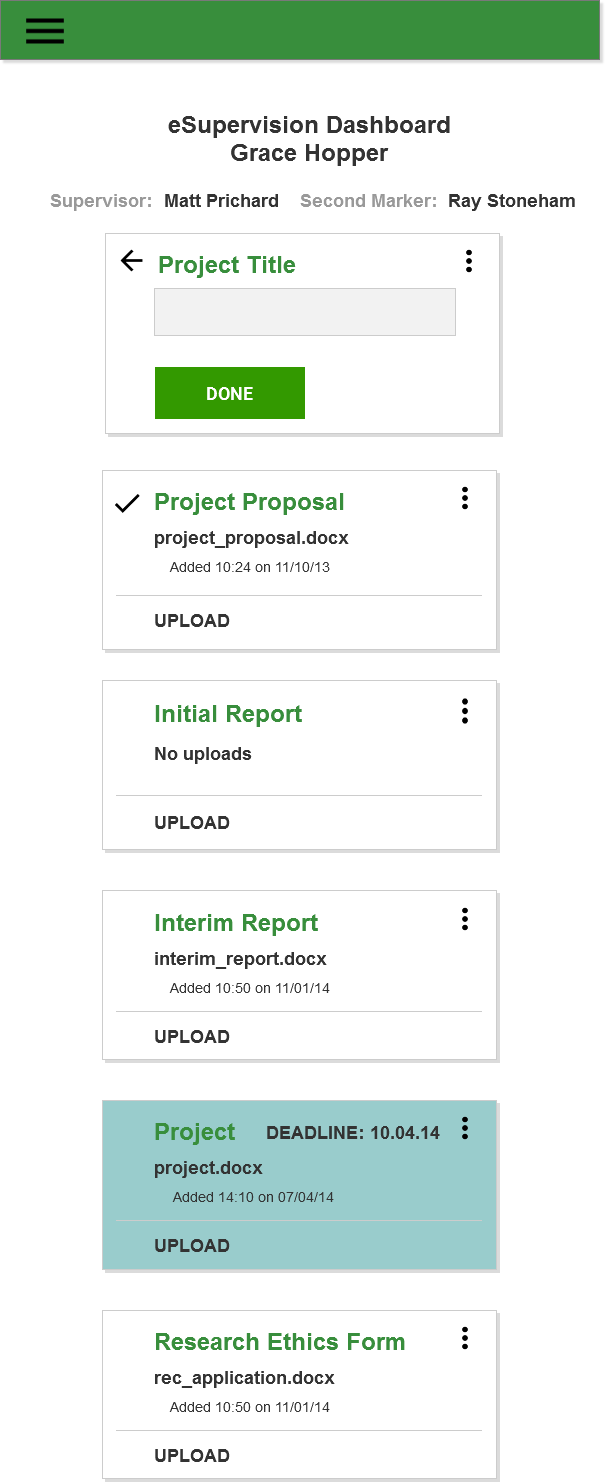 eSupervision Dashboard
Grace Hopper
Supervisor: Matt Prichard Second Marker: Ray Stoneham
Project Title
DONE
Project Proposal
project_proposal.docx
Added 10:24 on 11/10/13
UPLOAD
Initial Report
No uploads
UPLOAD
Interim Report
interim_report.docx
Added 10:50 on 11/01/14
UPLOAD
Project DEADLINE: 10.04.14
project.docx
Added 14:10 on 07/04/14
UPLOAD
Research Ethics Form
rec_application.docx
Added 10:50 on 11/01/14
UPLOAD